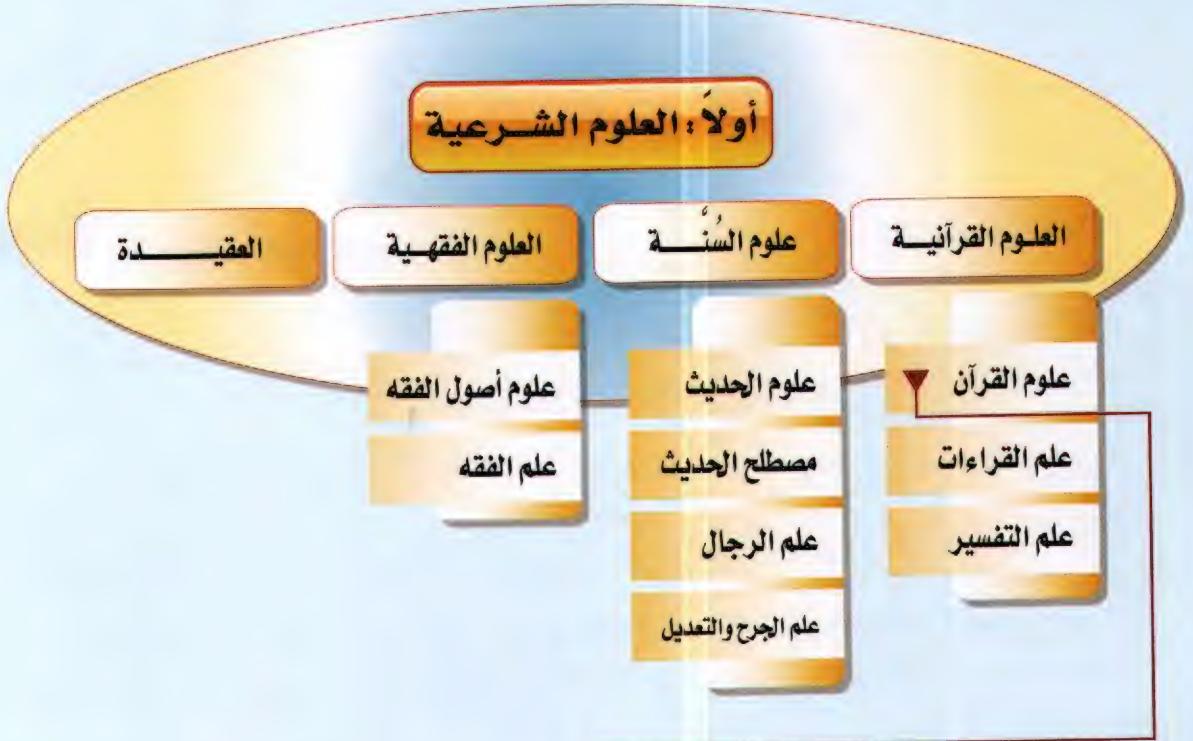 أولاً : العلوم الشرعية
العلوم القرآنية
علوم السُنَّة
العلوم الفقهية
العقيدة
علوم القرآن
علم القراءات
علم التفسير
علوم الحديث
مصطلح الحديث
علم الرجال
علم الجرح والتعديل
علوم أصول الفقه
علم الفقه